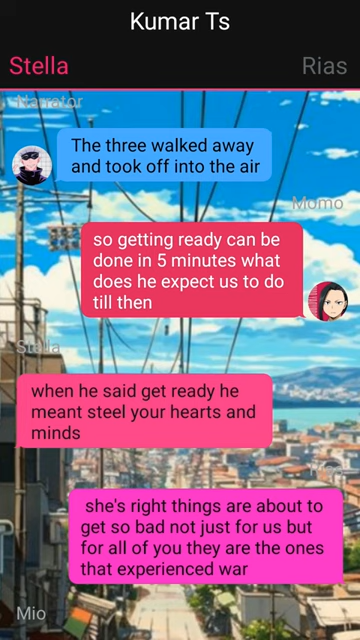 Kumar Ts
Stella
Rias
Narrator
The three walked away
and took off into the air
Momo
so getting ready can be
done in 5 minutes what
does he expect us to do
till then
Stella
when he said get ready he
meant steel your hearts and
minds
she's right things are about to
get so bad not just for us but
for all of you they are the ones
that experienced war
Mio